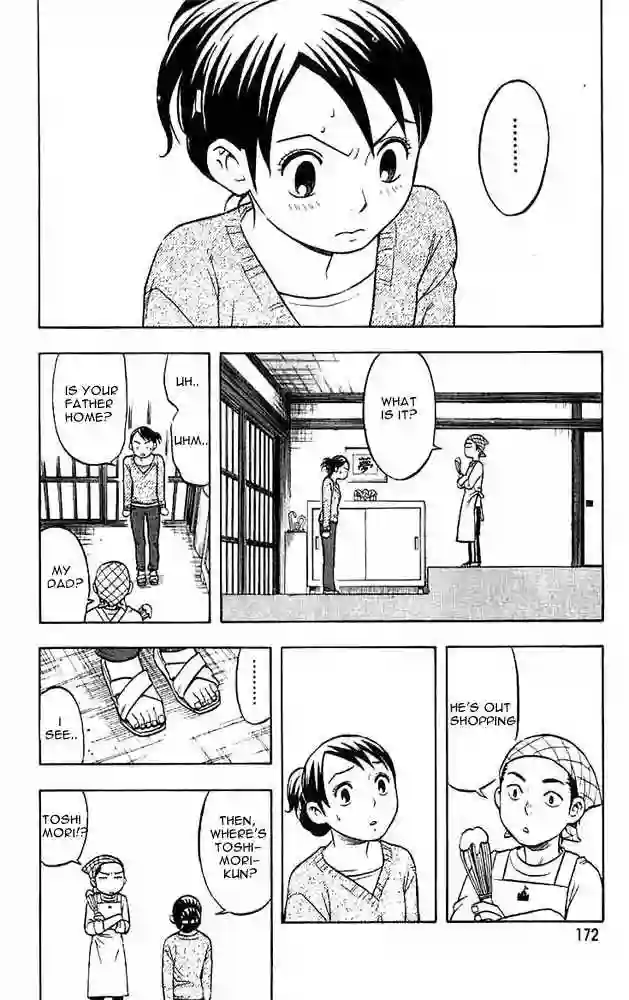 .........
WHAT
IS IT?
UH..
UHM..
IS YOUR
FATHER
HOME?
MY
DAD?
HE'S OUT
SHOPPING
.......
I
SEE..
THEN,
WHERE'S
TOSHI-
MORI-
KUN?
TOSHI
MORI!?
夢
172